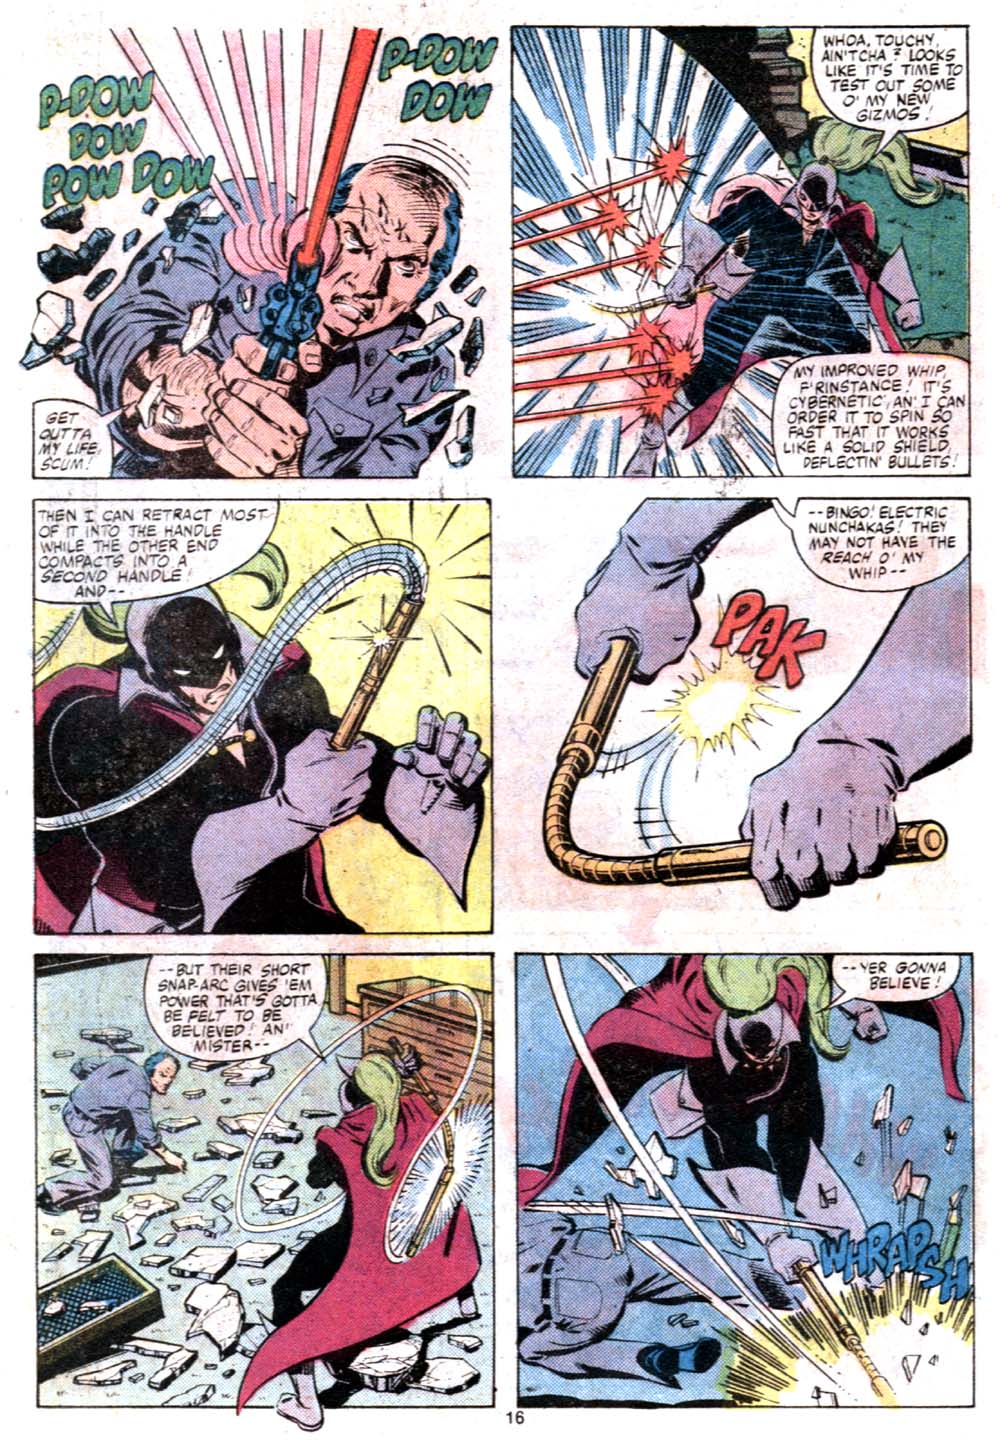 P-DOW
DOW
POW DOW
P-DOW
DOW
GET
OUTTA
MY LIFE,
SCUM!
WHOA, TOUCHY,
AIN'TCHA? LOOKS
LIKE IT'S TIME TO
TEST OUT SOME
O' MY NEW
GIZMOS!
MY IMPROVED WHIP,
F'RINSTANCE! IT'S
CYBERNETIC, AN' I CAN
ORDER IT TO SPIN SO
FAST THAT IT WORKS
LIKE A SOLID SHIELD,
DEFLECTIN' BULLETS!
THEN I CAN RETRACT MOST
OF IT INTO THE HANDLE
WHILE THE OTHER END
COMPACTS INTO A
SECOND HANDLE!
AND--
--BINGO! ELECTRIC
NUNCHAKAS! THEY
MAY NOT HAVE THE
REACH O' MY
WHIP--
PAK
--BUT THEIR SHORT
SNAP-ARC GIVES 'EM
POWER THAT'S GOTTA
BE FELT TO BE
BELIEVED! AN'
MISTER--
--YER GONNA
BELIEVE!
WHRAPSH
16